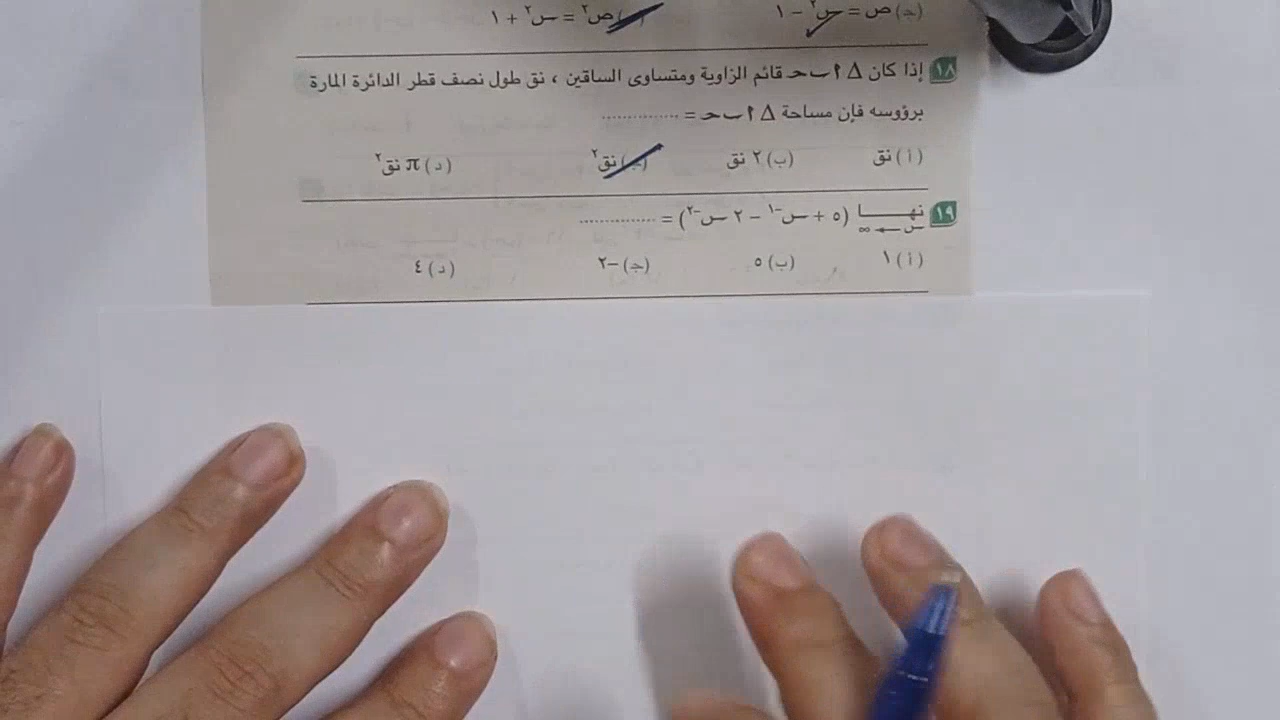 (جـ) ص = س٢ − ١ (د) ص٢ = س٢ + ١
١٨ إذا كان Δ ا ب حـ قائم الزاوية ومتساوى الساقين ، نق طول نصف قطر الدائرة المارة
برؤوسه فإن مساحة Δ ا ب حـ = ...............
(أ) نق (ب) ٢ نق (جـ) نق٢ (د) π نق٢
١٩ نهــــا (٥ + س−١ − ٢ س−٢) = ...............
س ← ∞
(أ) ١ (ب) ٥ (جـ) −٢ (د) ٤